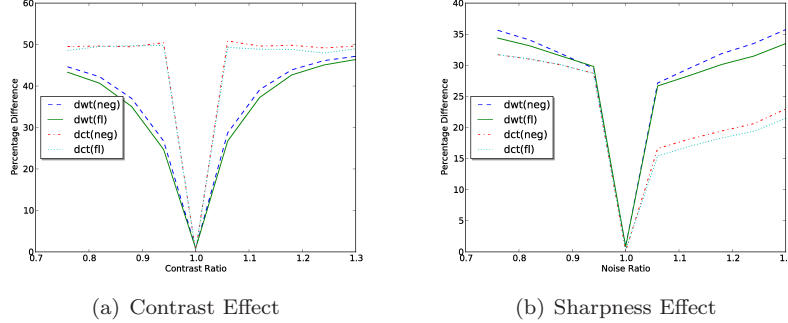 60
50
40
30
20
10
0
0.7 0.8 0.9 1.0 1.1 1.2 1.3
Percentage Difference
Contrast Ratio
dwt(neg)
dwt(fl)
dct(neg)
dct(fl)
(a) Contrast Effect
40
35
30
25
20
15
10
5
0
0.7 0.8 0.9 1.0 1.1 1.2 1.
Percentage Difference
Noise Ratio
dwt(neg)
dwt(fl)
dct(neg)
dct(fl)
(b) Sharpness Effect